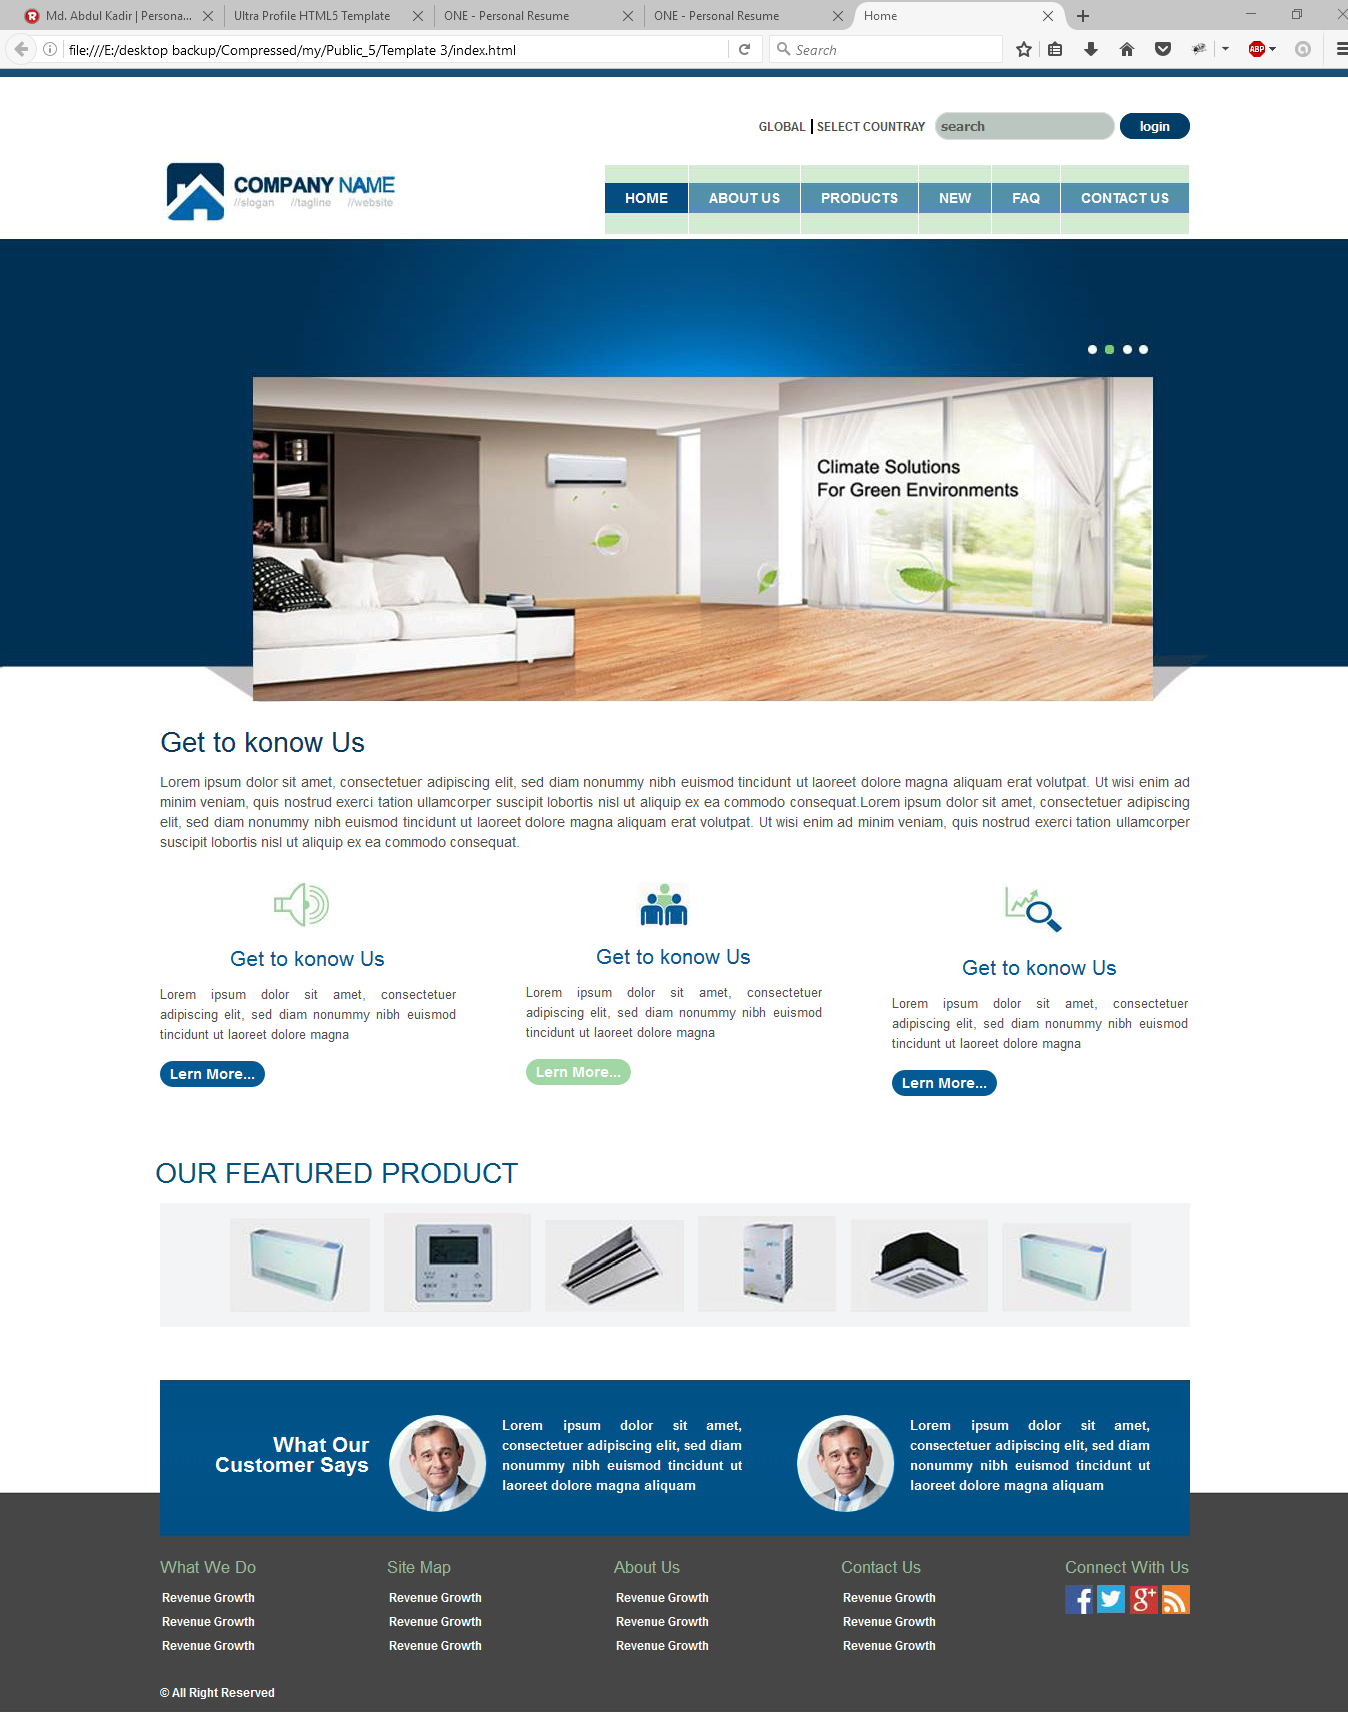 Md. Abdul Kadir | Persona...
Ultra Profile HTML5 Template
ONE - Personal Resume
ONE - Personal Resume
Home
file:///E:/desktop backup/Compressed/my/Public_5/Template 3/index.html
Search
ABP
GLOBAL | SELECT COUNTRAY
search
login
COMPANY NAME
//slogan //tagline //website
HOME ABOUT US PRODUCTS NEW FAQ CONTACT US
Climate Solutions
For Green Environments
Get to konow Us
Lorem ipsum dolor sit amet, consectetuer adipiscing elit, sed diam nonummy nibh euismod tincidunt ut laoreet dolore magna aliquam erat volutpat. Ut wisi enim ad
minim veniam, quis nostrud exerci tation ullamcorper suscipit lobortis nisl ut aliquip ex ea commodo consequat.Lorem ipsum dolor sit amet, consectetuer adipiscing
elit, sed diam nonummy nibh euismod tincidunt ut laoreet dolore magna aliquam erat volutpat. Ut wisi enim ad minim veniam, quis nostrud exerci tation ullamcorper
suscipit lobortis nisl ut aliquip ex ea commodo consequat.
Get to konow Us
Lorem ipsum dolor sit amet, consectetuer
adipiscing elit, sed diam nonummy nibh euismod
tincidunt ut laoreet dolore magna
Lern More...
Get to konow Us
Lorem ipsum dolor sit amet, consectetuer
adipiscing elit, sed diam nonummy nibh euismod
tincidunt ut laoreet dolore magna
Lern More...
Get to konow Us
Lorem ipsum dolor sit amet, consectetuer
adipiscing elit, sed diam nonummy nibh euismod
tincidunt ut laoreet dolore magna
Lern More...
OUR FEATURED PRODUCT
What Our
Customer Says
Lorem ipsum dolor sit amet,
consectetuer adipiscing elit, sed diam
nonummy nibh euismod tincidunt ut
laoreet dolore magna aliquam
Lorem ipsum dolor sit amet,
consectetuer adipiscing elit, sed diam
nonummy nibh euismod tincidunt ut
laoreet dolore magna aliquam
What We Do
Revenue Growth
Revenue Growth
Revenue Growth
Site Map
Revenue Growth
Revenue Growth
Revenue Growth
About Us
Revenue Growth
Revenue Growth
Revenue Growth
Contact Us
Revenue Growth
Revenue Growth
Revenue Growth
Connect With Us
© All Right Reserved